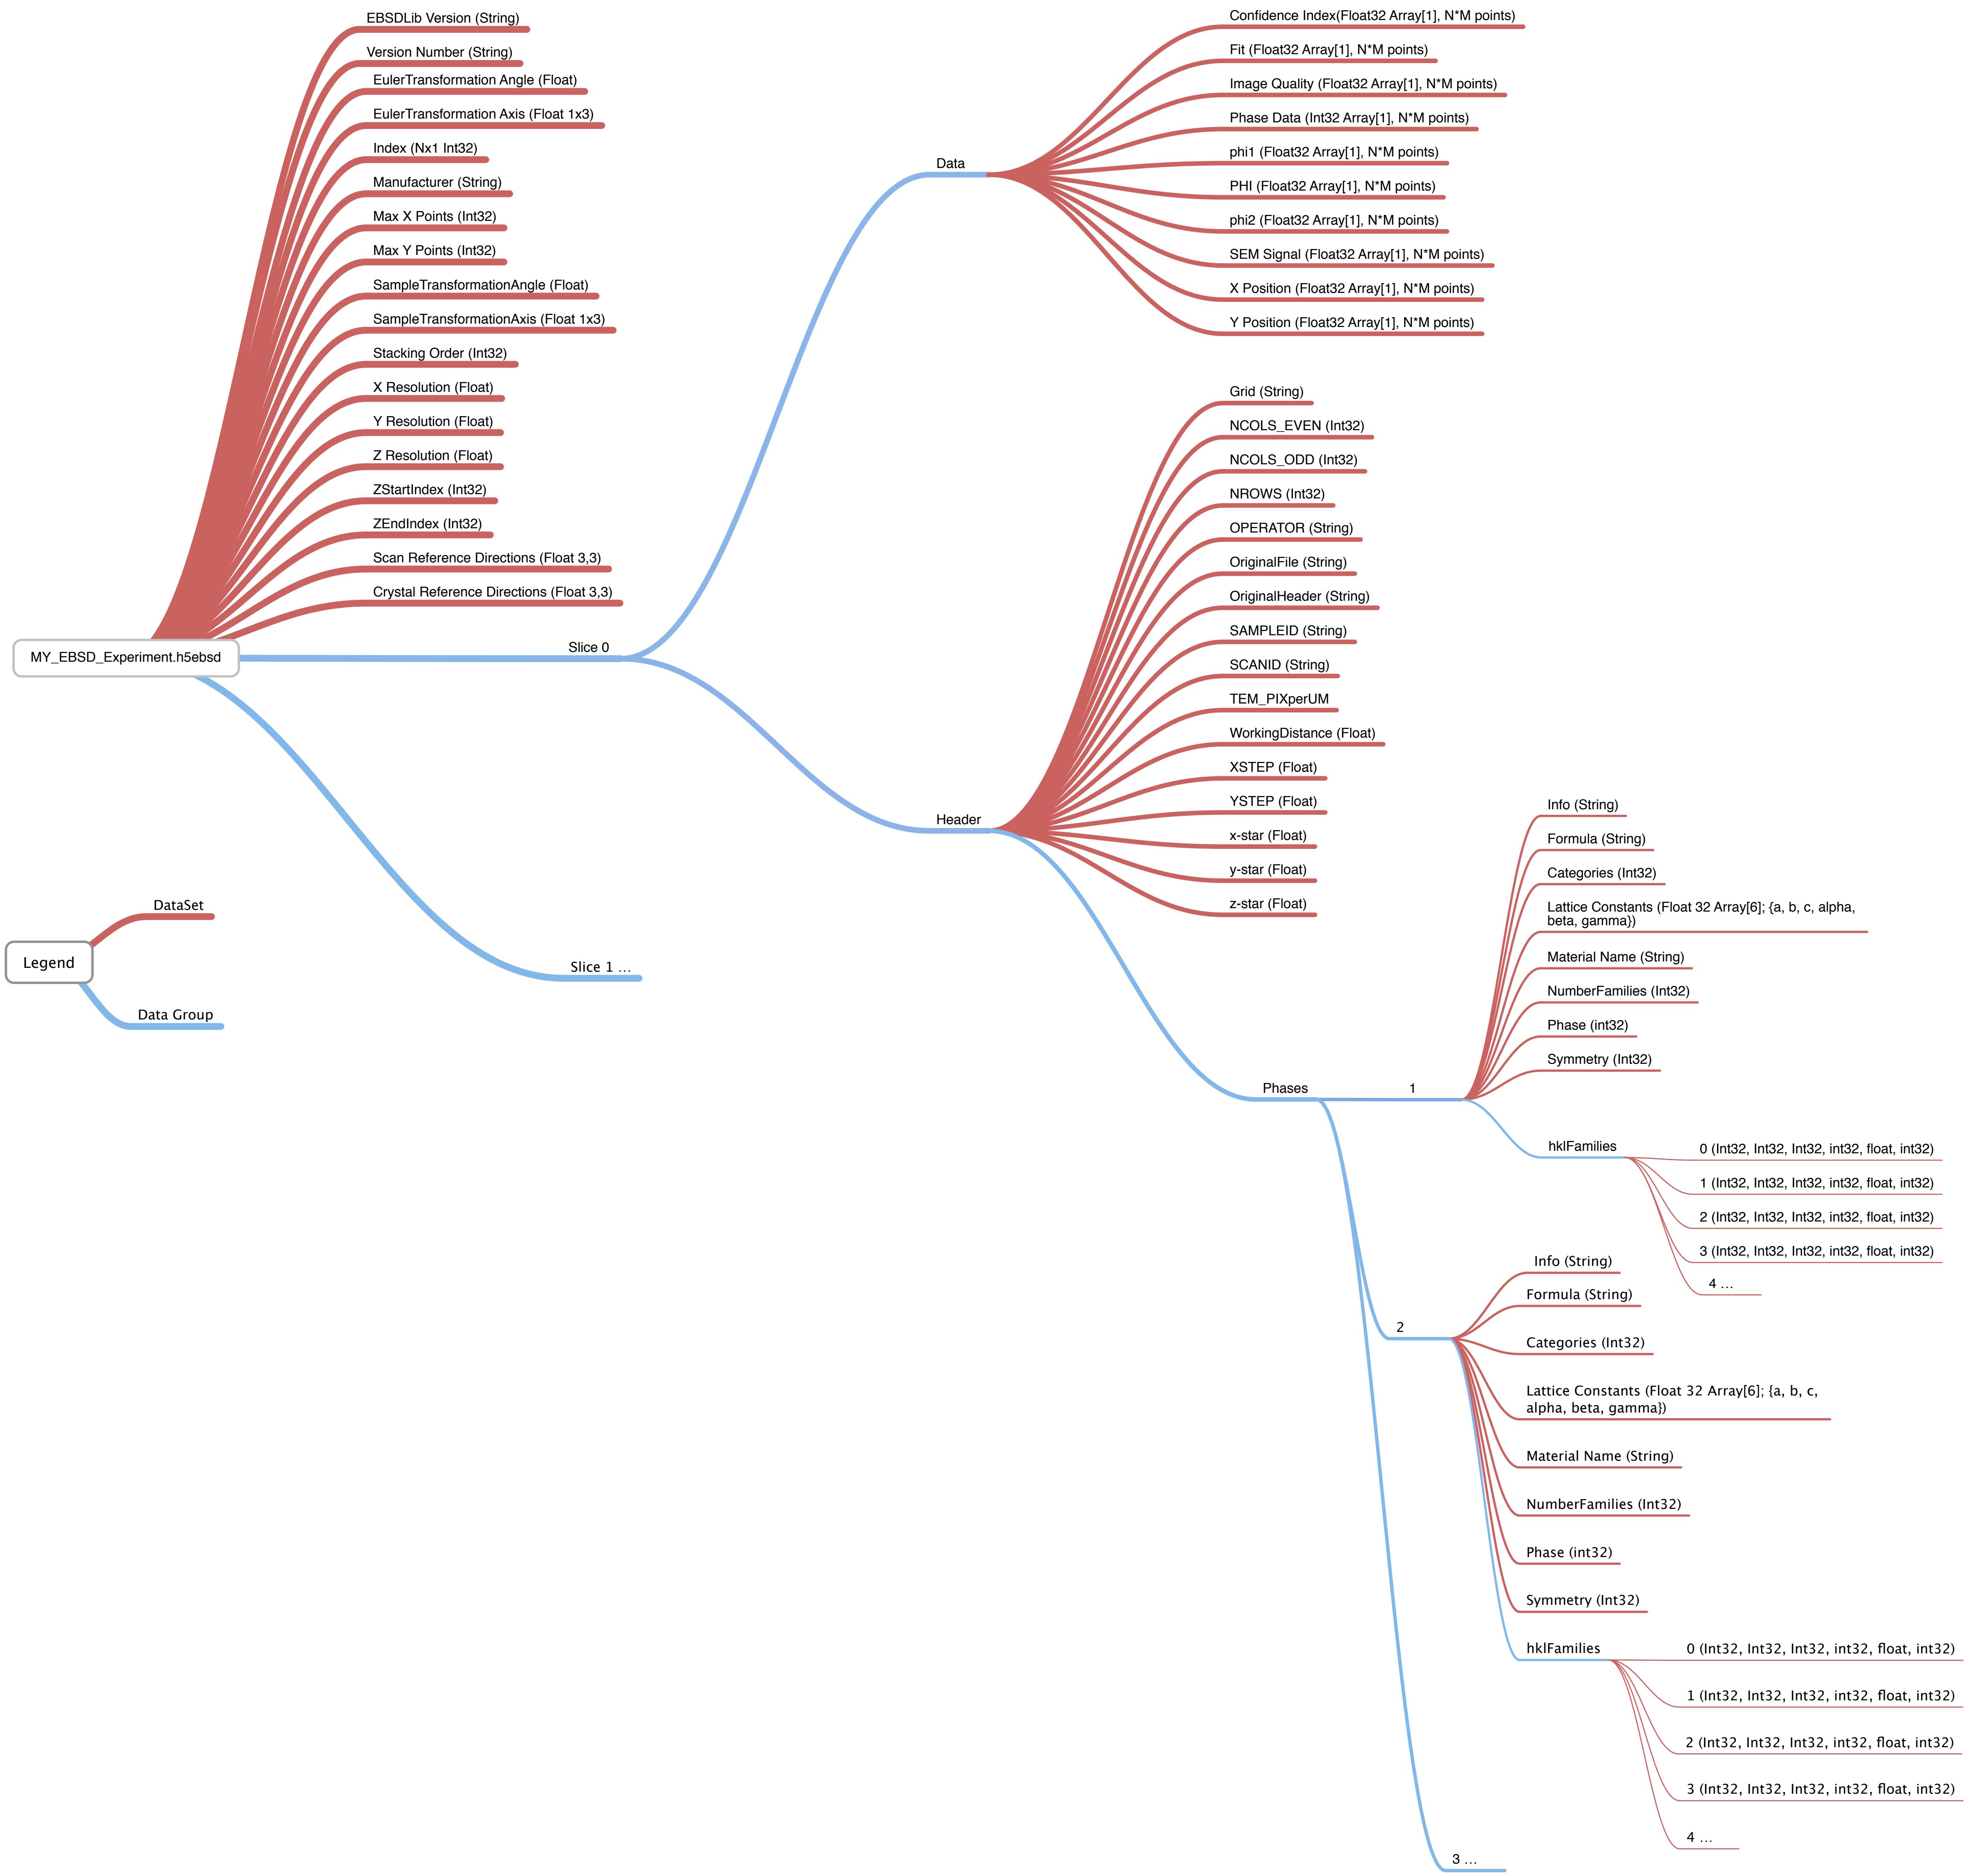 EBSDLib Version (String)
Version Number (String)
EulerTransformation Angle (Float)
EulerTransformation Axis (Float 1x3)
Index (Nx1 Int32)
Manufacturer (String)
Max X Points (Int32)
Max Y Points (Int32)
SampleTransformationAngle (Float)
SampleTransformationAxis (Float 1x3)
Stacking Order (Int32)
X Resolution (Float)
Y Resolution (Float)
Z Resolution (Float)
ZStartIndex (Int32)
ZEndIndex (Int32)
Scan Reference Directions (Float 3,3)
Crystal Reference Directions (Float 3,3)
MY_EBSD_Experiment.h5ebsd
Slice 0
Slice 1 ...
Legend
DataSet
Data Group
Data
Confidence Index(Float32 Array[1], N*M points)
Fit (Float32 Array[1], N*M points)
Image Quality (Float32 Array[1], N*M points)
Phase Data (Int32 Array[1], N*M points)
phi1 (Float32 Array[1], N*M points)
PHI (Float32 Array[1], N*M points)
phi2 (Float32 Array[1], N*M points)
SEM Signal (Float32 Array[1], N*M points)
X Position (Float32 Array[1], N*M points)
Y Position (Float32 Array[1], N*M points)
Header
Grid (String)
NCOLS_EVEN (Int32)
NCOLS_ODD (Int32)
NROWS (Int32)
OPERATOR (String)
OriginalFile (String)
OriginalHeader (String)
SAMPLEID (String)
SCANID (String)
TEM_PIXperUM
WorkingDistance (Float)
XSTEP (Float)
YSTEP (Float)
x-star (Float)
y-star (Float)
z-star (Float)
Phases
1
Info (String)
Formula (String)
Categories (Int32)
Lattice Constants (Float 32 Array[6]; {a, b, c, alpha,
beta, gamma})
Material Name (String)
NumberFamilies (Int32)
Phase (int32)
Symmetry (Int32)
hklFamilies
0 (Int32, Int32, Int32, int32, float, int32)
1 (Int32, Int32, Int32, int32, float, int32)
2 (Int32, Int32, Int32, int32, float, int32)
3 (Int32, Int32, Int32, int32, float, int32)
4 ...
2
Info (String)
Formula (String)
Categories (Int32)
Lattice Constants (Float 32 Array[6]; {a, b, c,
alpha, beta, gamma})
Material Name (String)
NumberFamilies (Int32)
Phase (int32)
Symmetry (Int32)
hklFamilies
0 (Int32, Int32, Int32, int32, float, int32)
1 (Int32, Int32, Int32, int32, float, int32)
2 (Int32, Int32, Int32, int32, float, int32)
3 (Int32, Int32, Int32, int32, float, int32)
4 ...
3 ...